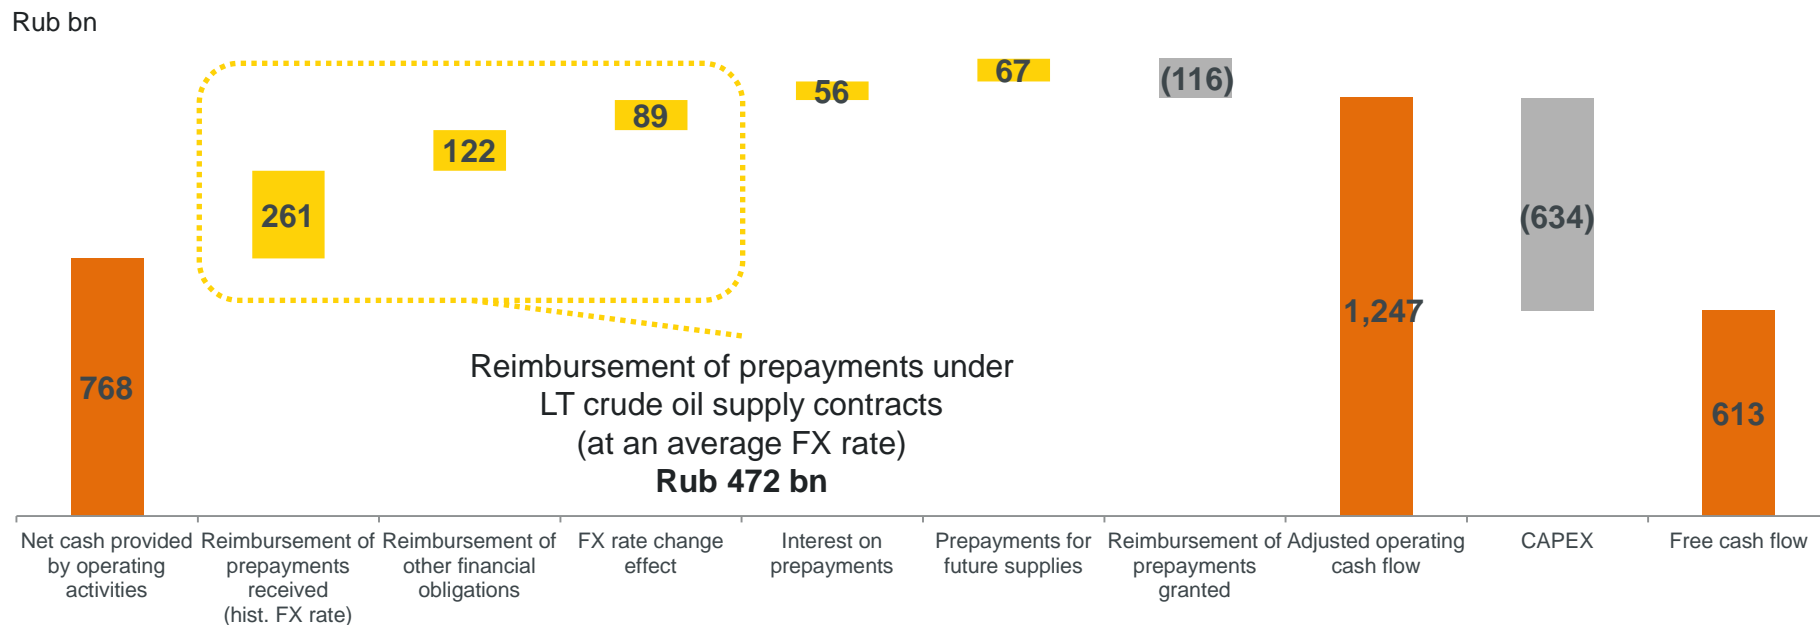 Rub bn
768
261
122
89
56
67
(116)
1,247
(634)
613
Reimbursement of prepayments under
LT crude oil supply contracts
(at an average FX rate)
Rub 472 bn
Net cash provided
by operating
activities
Reimbursement of
prepayments
received
(hist. FX rate)
Reimbursement of
other financial
obligations
FX rate change
effect
Interest on
prepayments
Prepayments for
future supplies
Reimbursement of
prepayments
granted
Adjusted operating
cash flow
CAPEX
Free cash flow